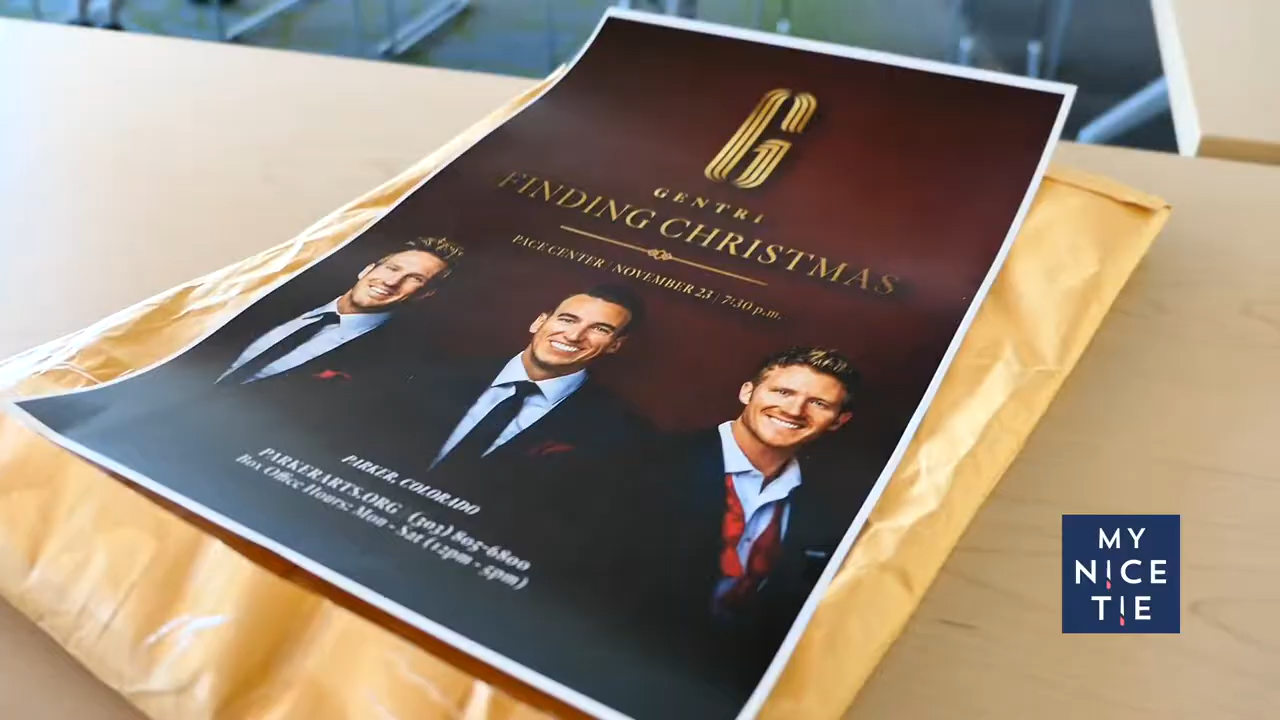 G
GENTRI
FINDING CHRISTMAS
PACE CENTER | NOVEMBER 23 | 7:30 p.m.
PARKER, COLORADO
PARKERARTS.ORG (303) 805-6800
Box Office Hours: Mon - Sat (12pm - 5pm)
MY
NICE
TIE